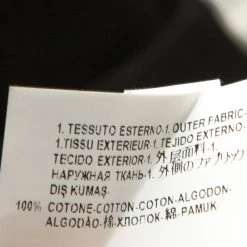 1. TESSUTO ESTERNO-1. OUTER FABRIC-
1.TISSU EXTERIEUR-1.TEJIDO EXTERNO-
TECIDO EXTERIOR-1. 外层面料-1.
НАРУЖНАЯ ТКАНЬ-1. 外側のファブリック
DIŞ KUMAŞ
100% COTONE-COTTON-COTON-ALGODON-
ALGODÃO-棉-ХЛОПОК-綿-PAMUK